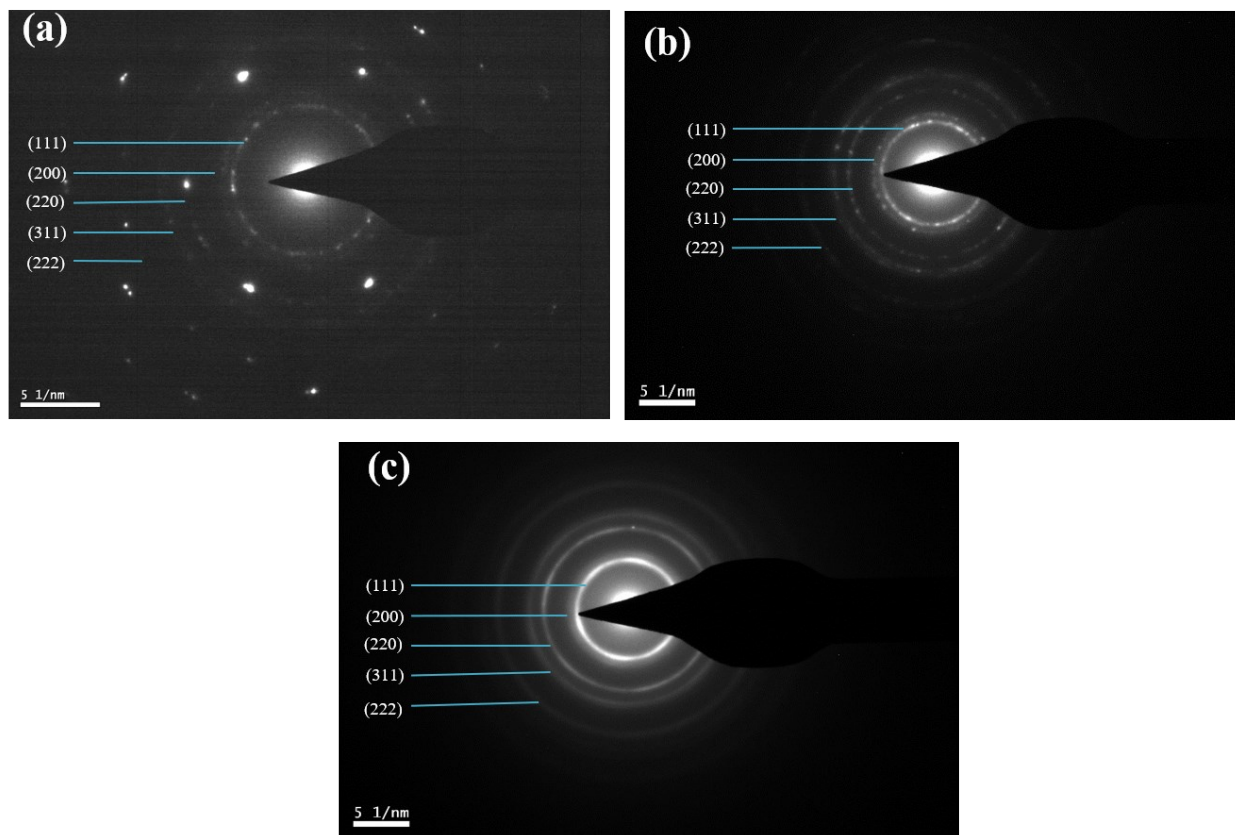 (a)
(111)
(200)
(220)
(311)
(222)
5 1/nm
(b)
(111)
(200)
(220)
(311)
(222)
5 1/nm
(c)
(111)
(200)
(220)
(311)
(222)
5 1/nm